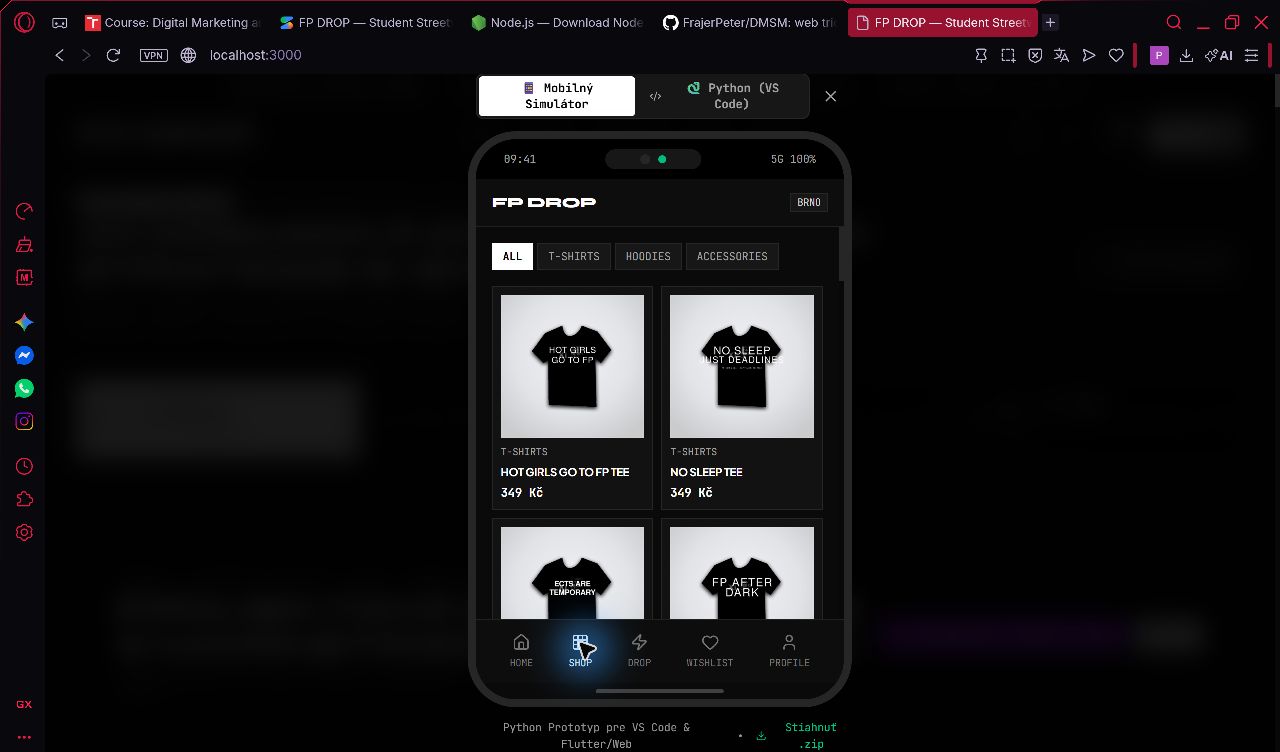 Course: Digital Marketing a
FP DROP — Student Street
Node.js — Download Node
FrajerPeter/DMSM: web tri
FP DROP — Student Streetw
VPN
localhost:3000
P
AI
Mobilný
Simulátor
</>
Python (VS
Code)
09:41
5G 100%
FP DROP
BRNO
ALL
T-SHIRTS
HOODIES
ACCESSORIES
HOT GIRLS
GO TO FP
NO SLEEP
JUST DEADLINES
T-SHIRTS
T-SHIRTS
HOT GIRLS GO TO FP TEE
NO SLEEP TEE
349 Kč
349 Kč
ECTS ARE
TEMPORARY
FP AFTER
DARK
HOME
SHOP
DROP
WISHLIST
PROFILE
GX
Python Prototyp pre VS Code &
Flutter/Web
•
Stiahnuť
.zip